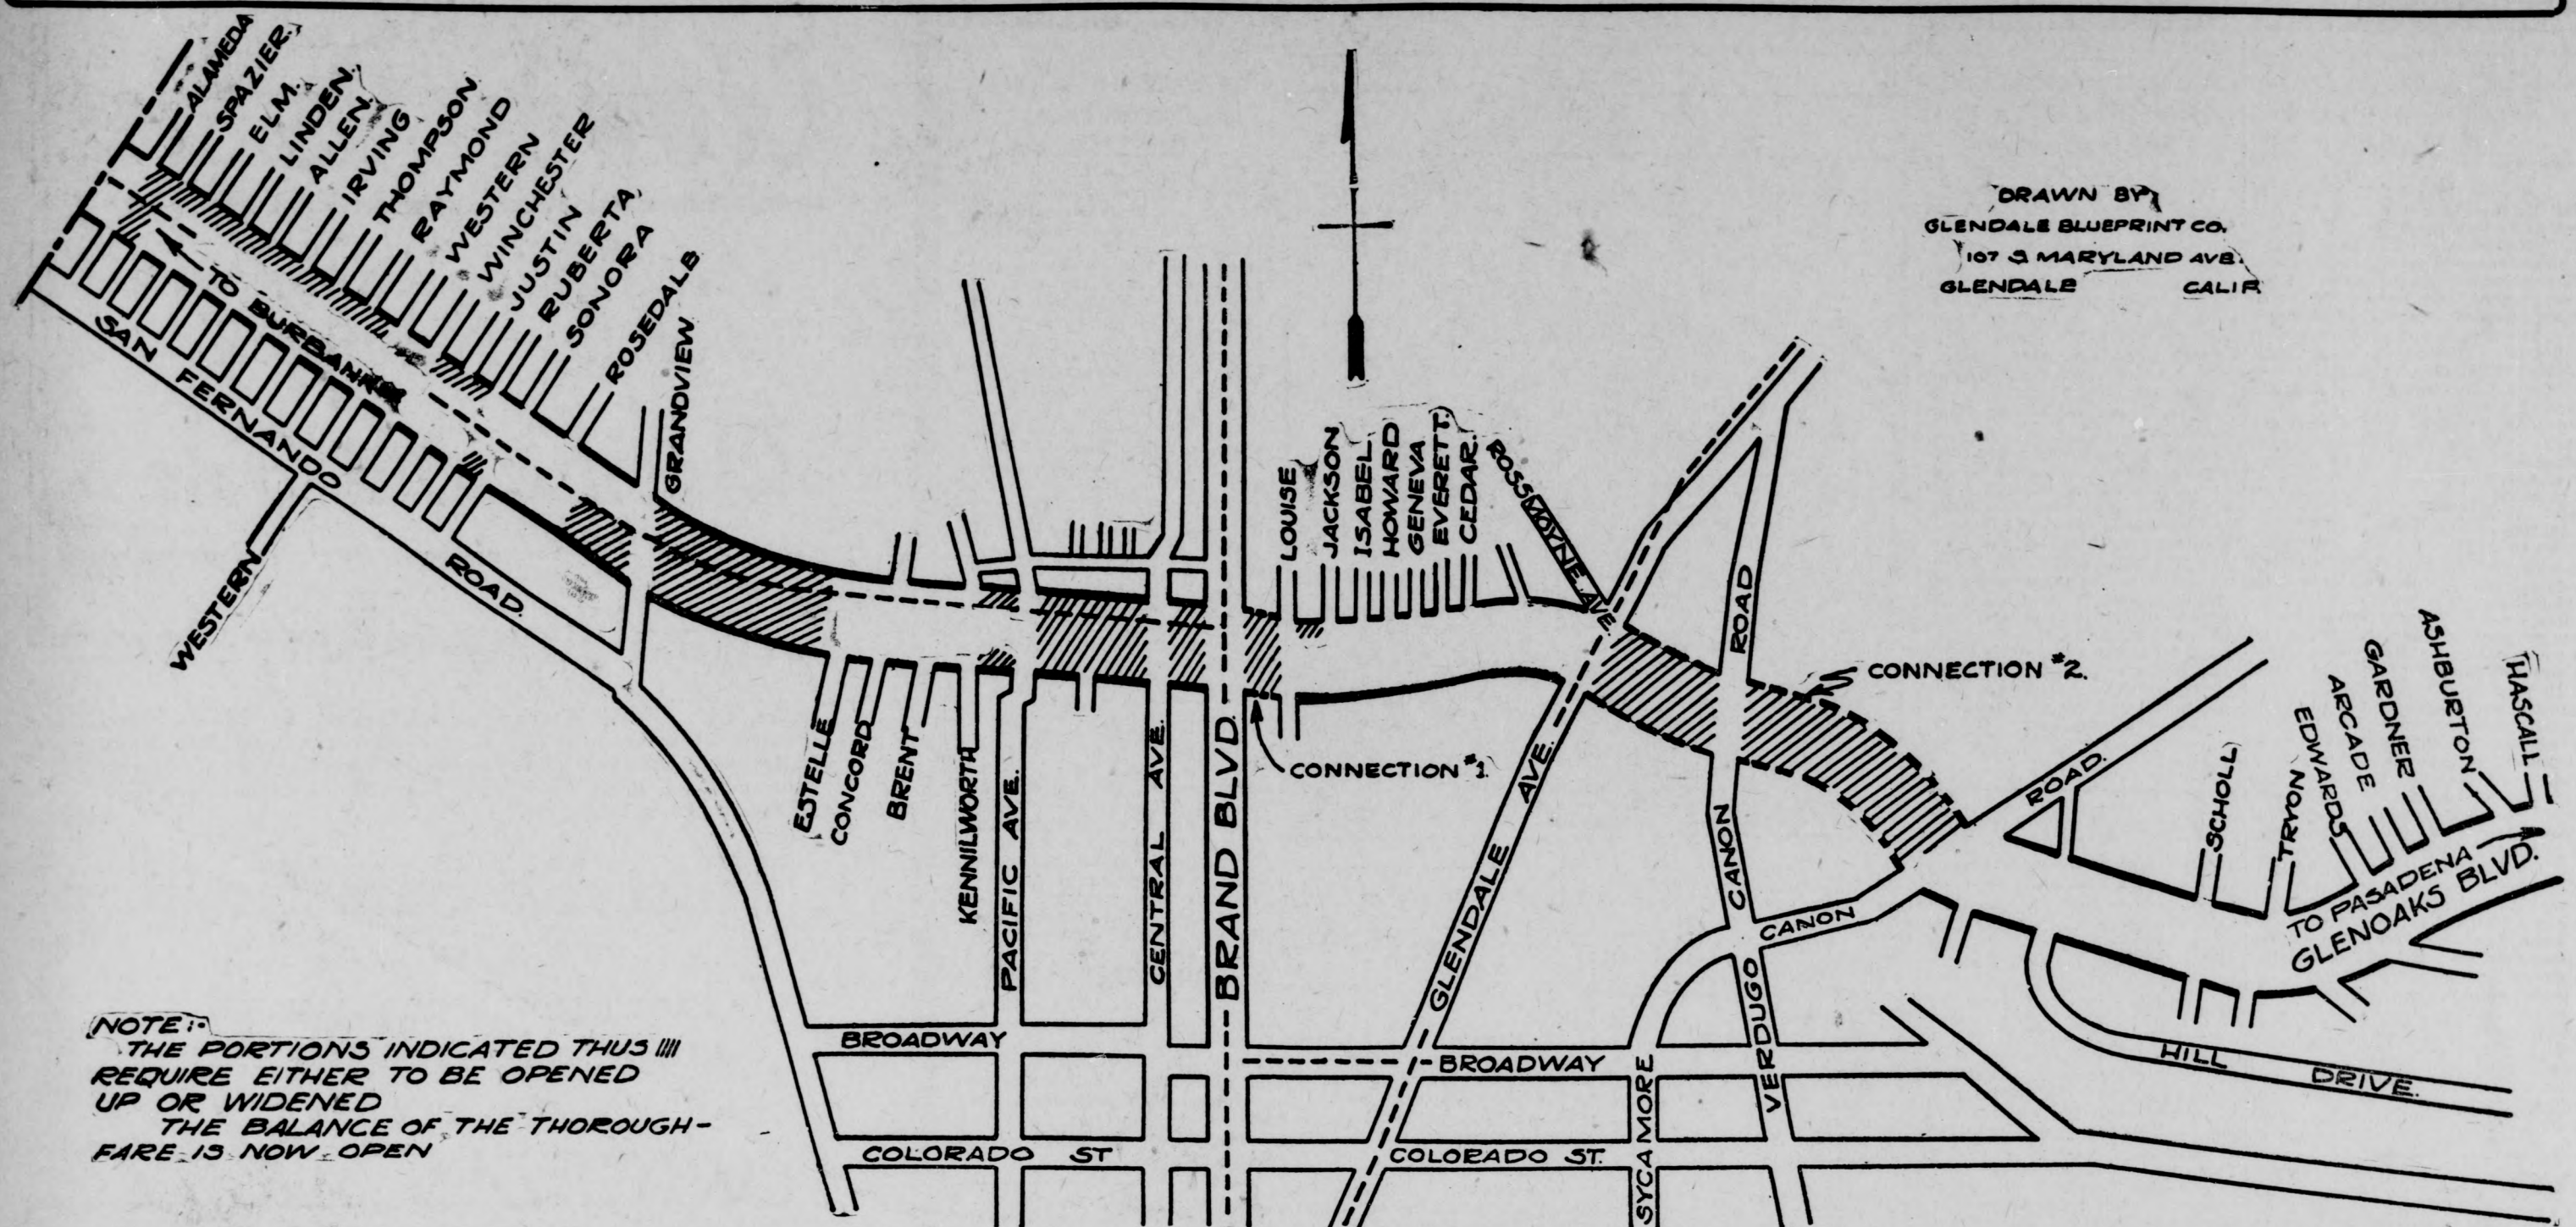 ALAMEDA
SPAZIER.
ELM.
LINDEN.
ALLEN.
IRVING
THOMPSON
RAYMOND
WESTERN
WINCHESTER
JUSTIN
RUBERTA
SONORA
ROSEDALE
GRANDVIEW
TO BURBANK
SAN FERNANDO ROAD.
WESTERN
DRAWN BY
GLENDALE BLUEPRINT CO.
107 S MARYLAND AVE.
GLENDALE CALIF
LOUISE
JACKSON
ISABEL.
HOWARD
GENEVA
EVERETT.
CEDAR.
ROSSMOYNE. AVE.
ROAD
CONNECTION #2.
CONNECTION #1.
ESTELLE
CONCORD
BRENT
KENNILWORTH
PACIFIC AVE.
CENTRAL AVE.
BRAND BLVD.
GLENDALE AVE.
CANON
CANON
ROAD.
SCHOLL
TRYON
EDWARDS
ARCADE
GARDNER
ASHBURTON
HASCALL
TO PASADENA
GLENOAKS BLVD.
VERDUGO
SYCAMORE
HILL DRIVE.
BROADWAY
BROADWAY
COLORADO ST
COLORADO ST.
NOTE:-
THE PORTIONS INDICATED THUS
REQUIRE EITHER TO BE OPENED
UP OR WIDENED
THE BALANCE OF THE THOROUGH-
FARE IS NOW OPEN